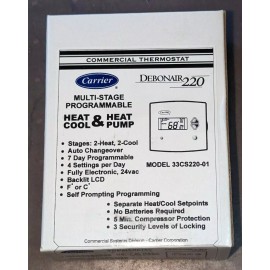 COMMERCIAL THERMOSTAT
Carrier
DEBONAIR 220
MULTI-STAGE
PROGRAMMABLE
HEAT & HEAT
COOL PUMP
68°
• Stages: 2-Heat, 2-Cool
• Auto Changeover
• 7 Day Programmable
• 4 Settings per Day
• Fully Electronic, 24vac
• Backlit LCD
• F° or C°
• Self Prompting Programming
MODEL 33CS220-01
• Separate Heat/Cool Setpoints
• No Batteries Required
• 5 Min. Compressor Protection
• 3 Security Levels of Locking
Commercial Systems Division - Carrier Corporation